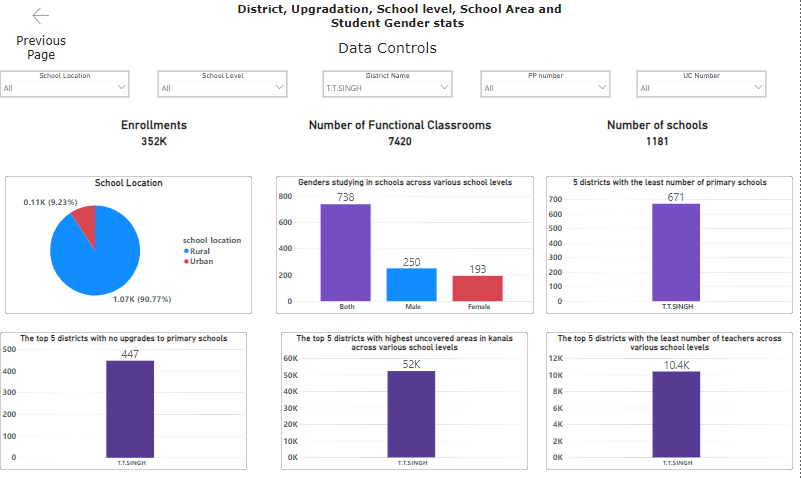 District, Upgradation, School level, School Area and
Student Gender stats
Previous
Page
Data Controls
School Location
All
School Level
All
District Name
T.T.SINGH
PP number
All
UC Number
All
Enrollments
352K
Number of Functional Classrooms
7420
Number of schools
1181
School Location
0.11K (9.23%)
1.07K (90.77%)
school location
Rural
Urban
Genders studying in schools across various school levels
800
600
400
200
0
738
250
193
Both
Male
Female
5 districts with the least number of primary schools
700
600
500
400
300
200
100
0
671
T.T.SINGH
The top 5 districts with no upgrades to primary schools
500
400
300
200
100
0
447
T.T.SINGH
The top 5 districts with highest uncovered areas in kanals
across various school levels
60K
50K
40K
30K
20K
10K
0K
52K
T.T.SINGH
The top 5 districts with the least number of teachers across
various school levels
12K
10K
8K
6K
4K
2K
0K
10.4K
T.T.SINGH